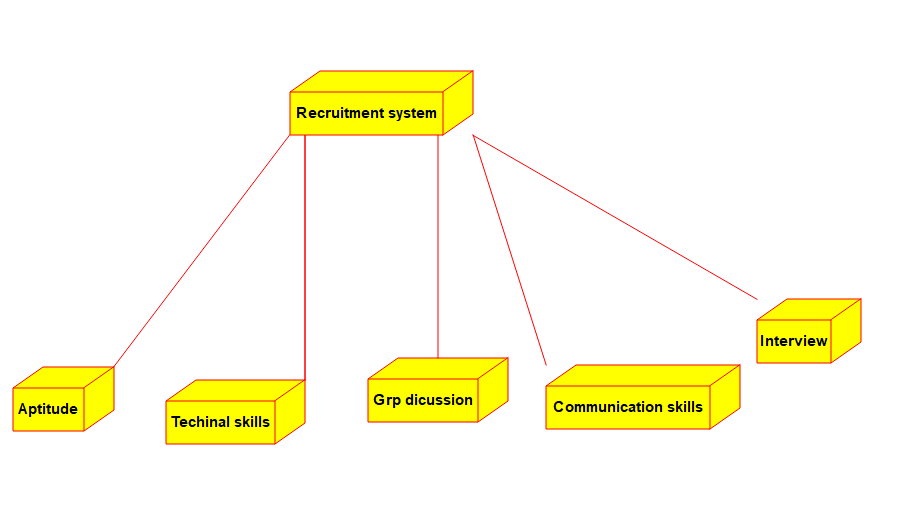 Recruitment system
Aptitude
Techinal skills
Grp dicussion
Communication skills
Interview